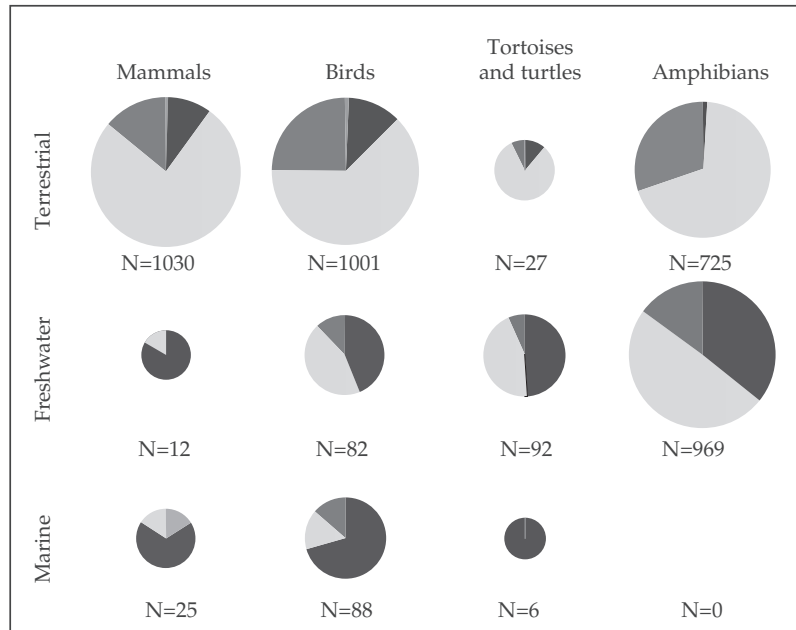 Mammals
Birds
Tortoises
and turtles
Amphibians
Terrestrial
N=1030
N=1001
N=27
N=725
Freshwater
N=12
N=82
N=92
N=969
Marine
N=25
N=88
N=6
N=0